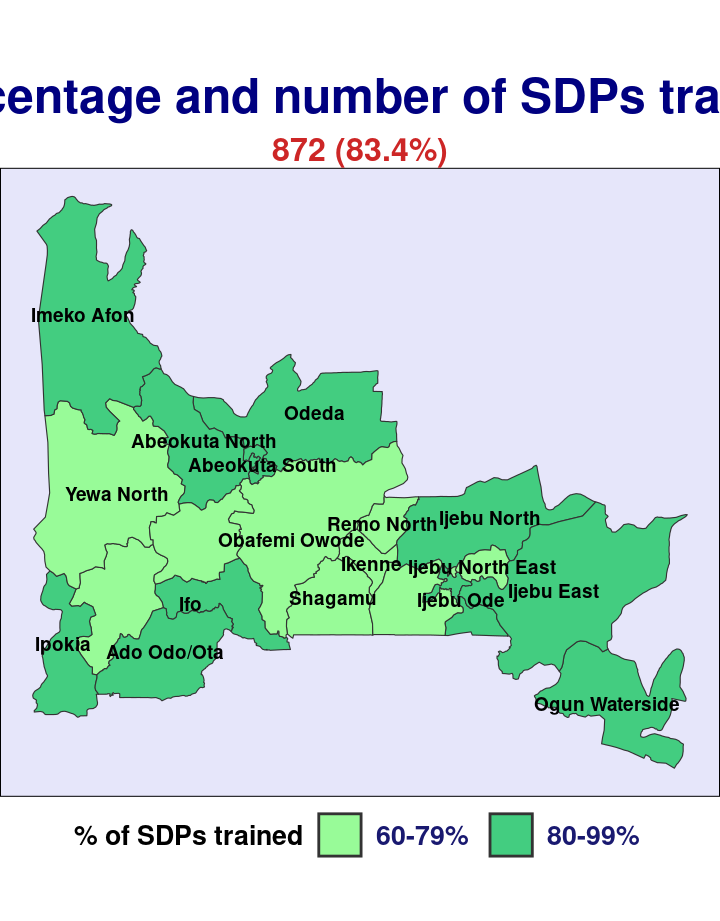 centage and number of SDPs tra
872 (83.4%)
Imeko Afon
Odeda
Abeokuta North
Abeokuta South
Yewa North
Ijebu North
Remo North
Obafemi Owode
Ikenne
Ijebu North East
Ijebu East
Shagamu
Ijebu Ode
Ifo
Ipokia
Ado Odo/Ota
Ogun Waterside
% of SDPs trained
60-79%
80-99%